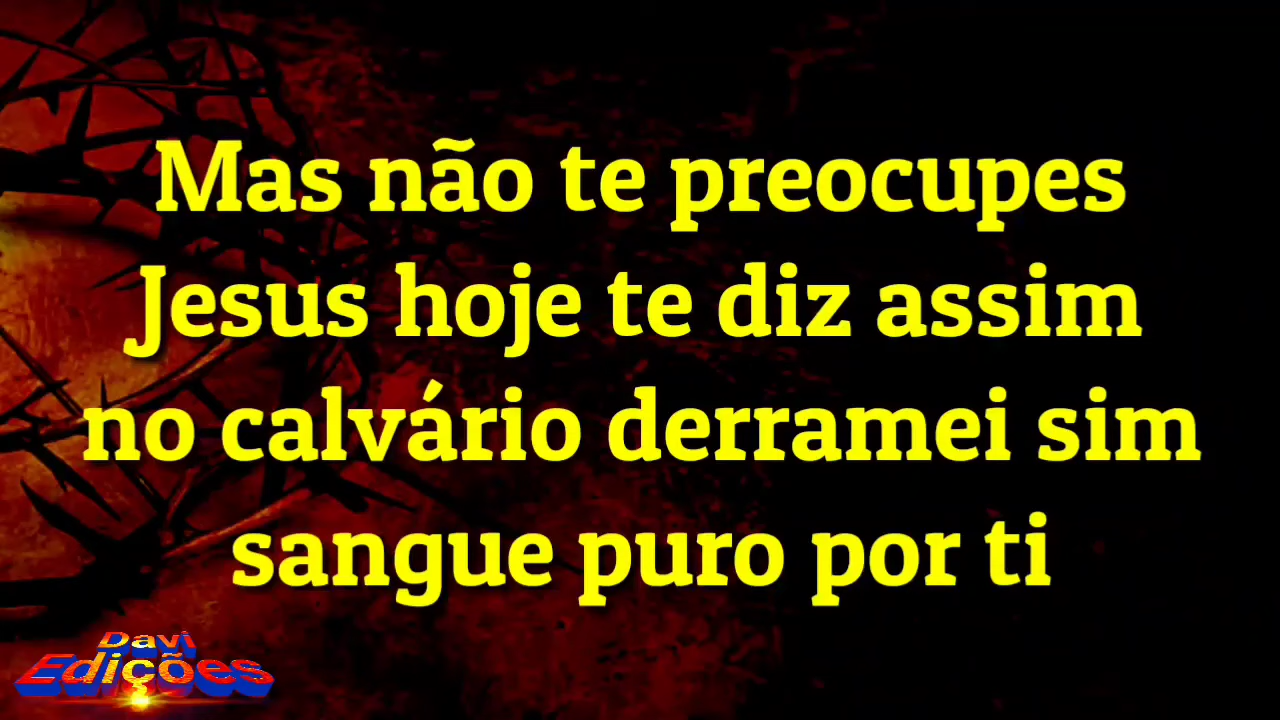 Mas não te preocupes
Jesus hoje te diz assim
no calvário derramei sim
sangue puro por ti
Davi
Edições